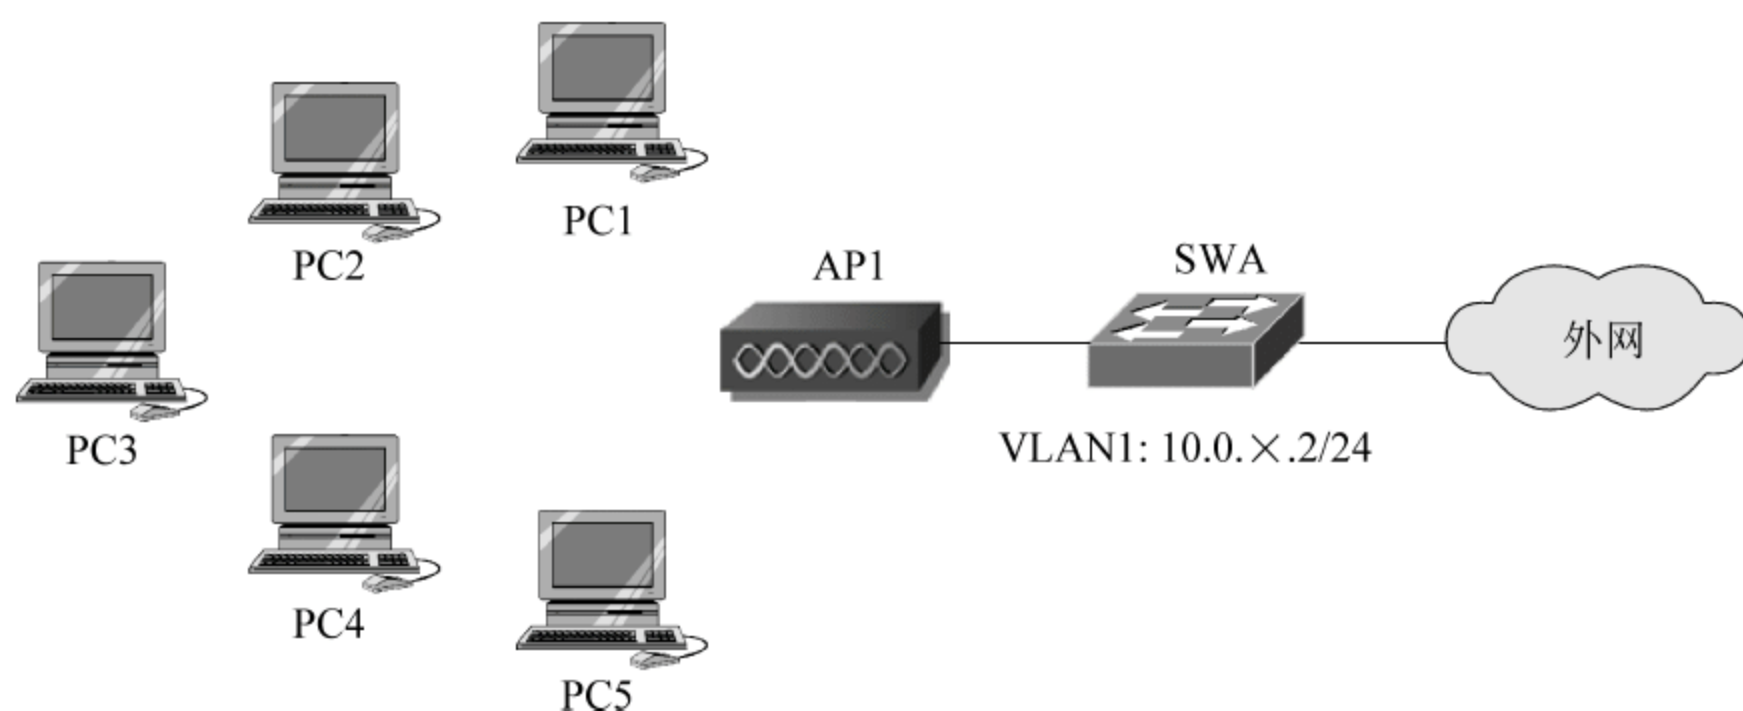 PC1
PC2
AP1
SWA
外网
PC3
VLAN1: 10.0.×.2/24
PC4
PC5